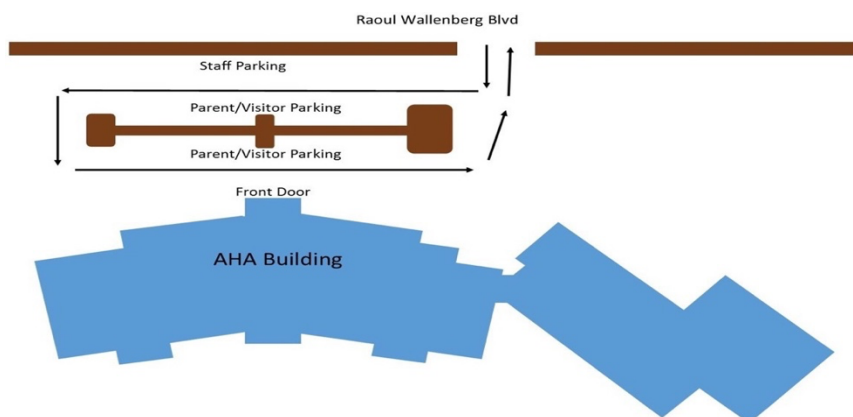 Raoul Wallenberg Blvd
Staff Parking
Parent/Visitor Parking
Parent/Visitor Parking
Front Door
AHA Building